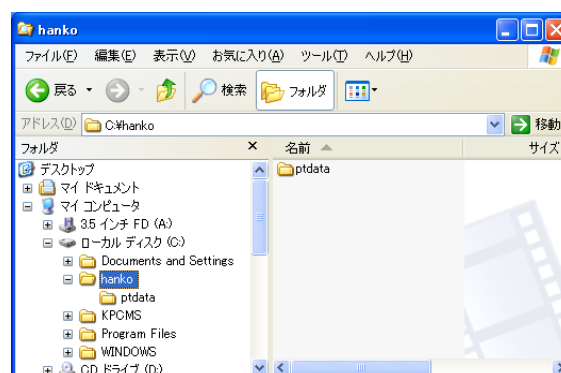 hanko
ファイル(F) 編集(E) 表示(V) お気に入り(A) ツール(T) ヘルプ(H)
戻る 検索 フォルダ
アドレス(D) C:¥hanko 移動
フォルダ × 名前 サイズ
デスクトップ ptdata
マイ ドキュメント
マイ コンピュータ
3.5 インチ FD (A:)
ローカル ディスク (C:)
Documents and Settings
hanko
ptdata
KPCMS
Program Files
WINDOWS
CD ドライブ (D:)